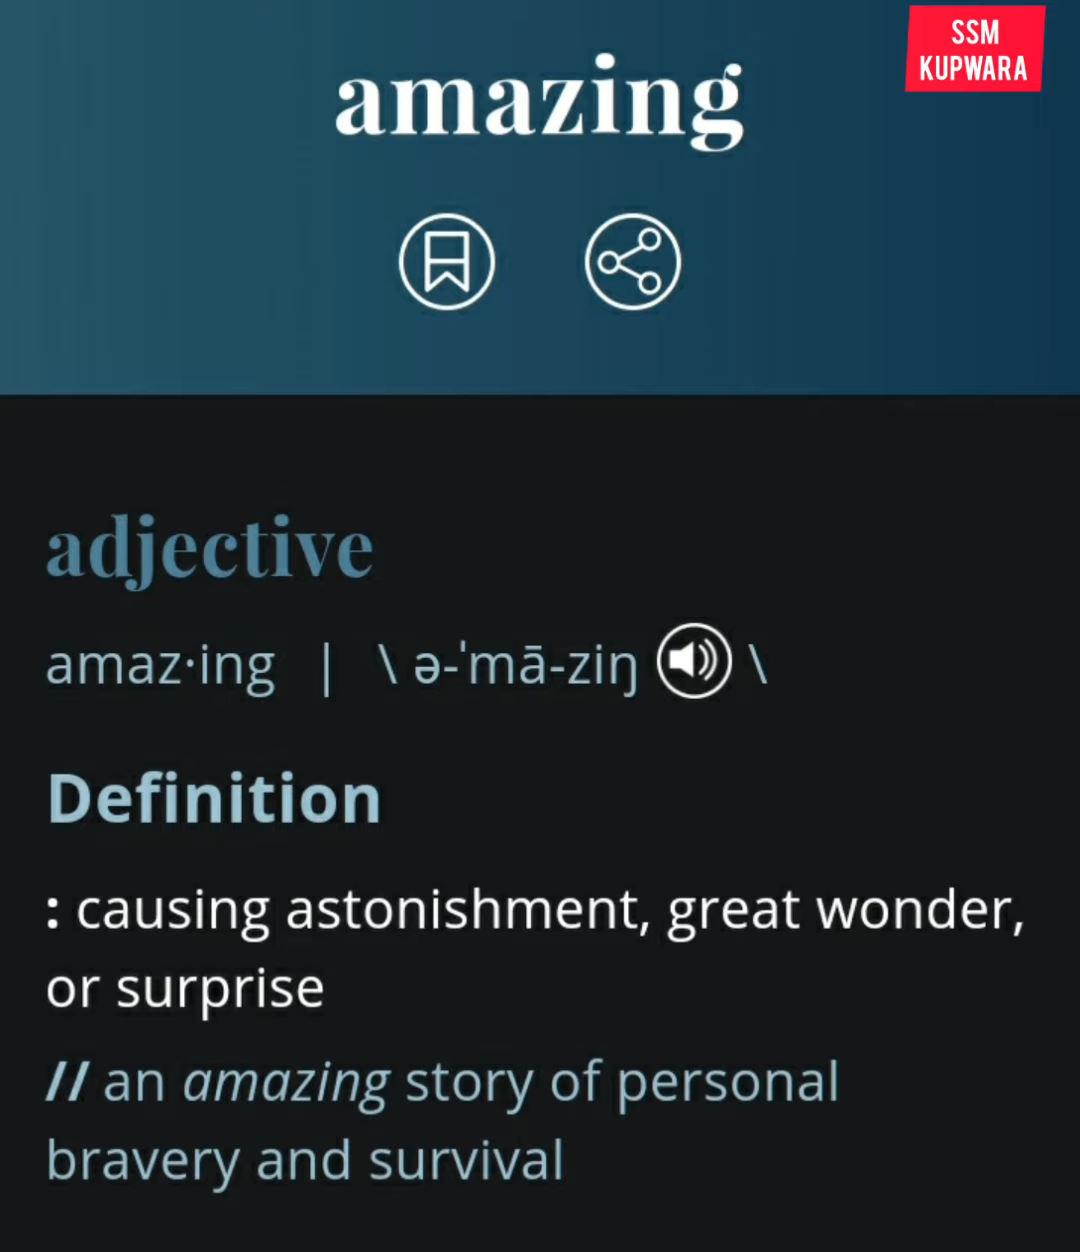 SSM
KUPWARA
amazing
adjective
amaz·ing | \ ə-ˈmā-ziŋ \
Definition
: causing astonishment, great wonder,
or surprise
// an amazing story of personal
bravery and survival